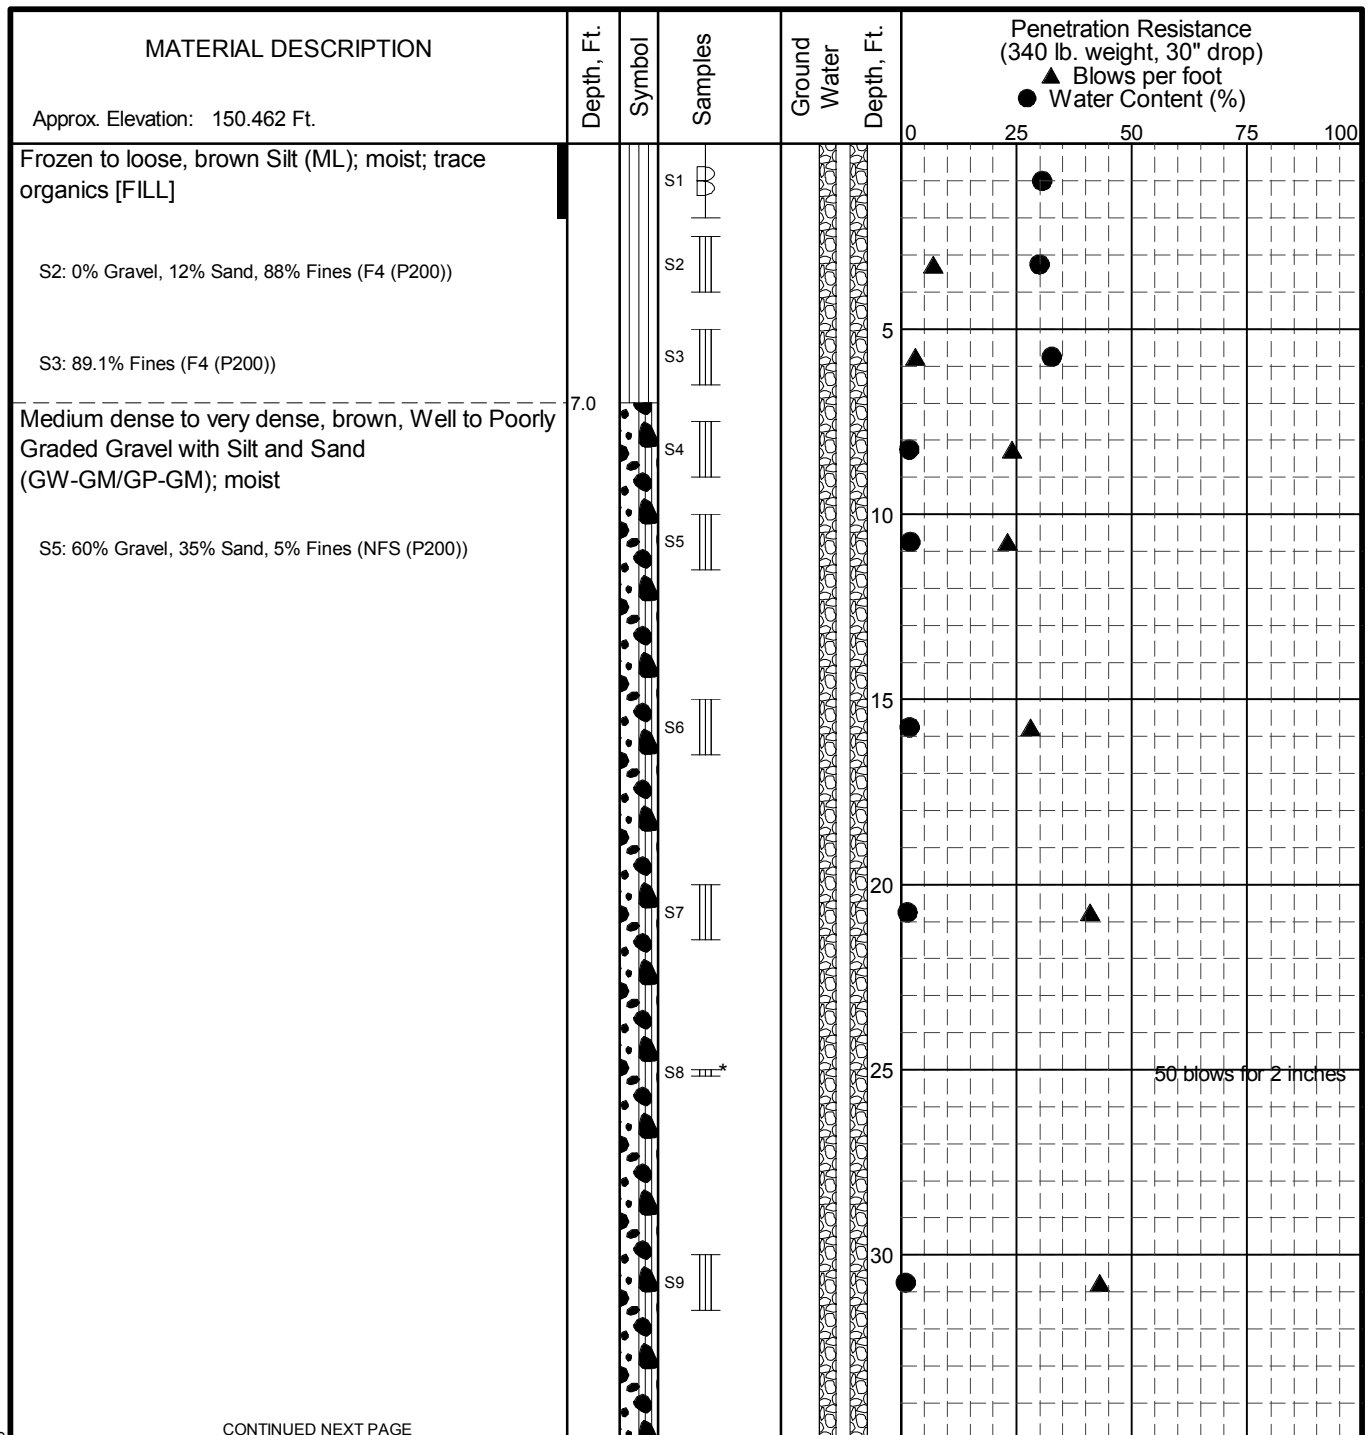 MATERIAL DESCRIPTION
Approx. Elevation: 150.462 Ft.
Depth, Ft.
Symbol
Samples
Ground
Water
Depth, Ft.
Penetration Resistance
(340 lb. weight, 30" drop)
▲ Blows per foot
● Water Content (%)
0 25 50 75 100
Frozen to loose, brown Silt (ML); moist; trace
organics [FILL]
S1
S2: 0% Gravel, 12% Sand, 88% Fines (F4 (P200))
S2
5
S3: 89.1% Fines (F4 (P200))
S3
7.0
Medium dense to very dense, brown, Well to Poorly
Graded Gravel with Silt and Sand
(GW-GM/GP-GM); moist
S4
10
S5: 60% Gravel, 35% Sand, 5% Fines (NFS (P200))
S5
15
S6
20
S7
25
S8 *
50 blows for 2 inches
30
S9
CONTINUED NEXT PAGE